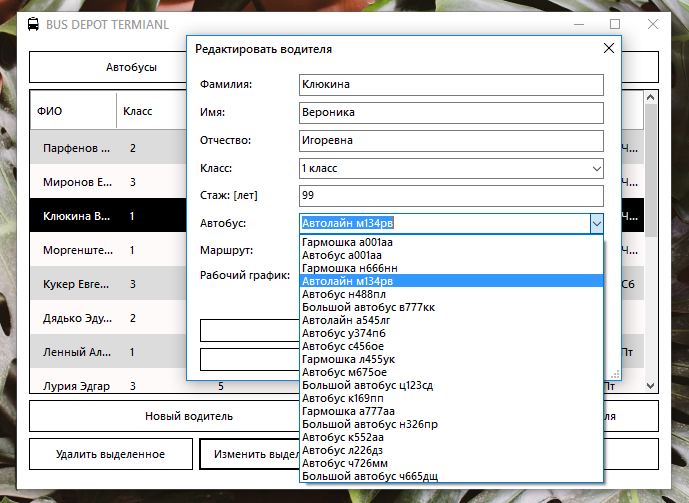 BUS DEPOT TERMIANL
Автобусы
Редактировать водителя
ФИО Класс
Парфенов ... 2 Ч...
Миронов Е... 3 Ч...
Клюкина В... 1 Ч...
Моргенште... 1 Ч...
Кукер Евге... 3 Сб
Дядько Эду... 2
Ленный Ал... 1 Пт
Лурия Эдгар 3 5 Пт
Фамилия: Клюкина
Имя: Вероника
Отчество: Игоревна
Класс: 1 класс
Стаж: [лет] 99
Автобус: Автолайн м134рв
Маршрут:
Рабочий график:
Гармошка а001аа
Автобус а001аа
Гармошка н666нн
Автолайн м134рв
Автобус н488пл
Большой автобус в777кк
Автолайн а545лг
Автобус у374пб
Автобус с456ое
Гармошка л455ук
Автобус м675ое
Большой автобус ц123сд
Автобус к169пп
Гармошка а777аа
Большой автобус н326пр
Автобус к552аа
Автобус л226дз
Автобус ч726мм
Большой автобус ч665дщ
Новый водитель ля
Удалить выделенное Изменить выдел